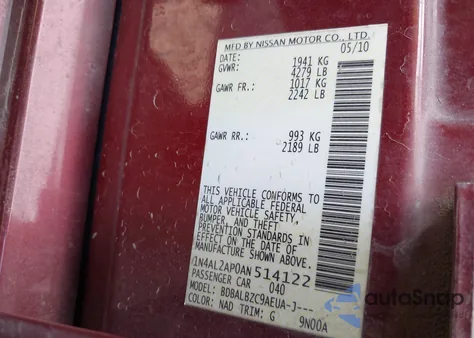 MFD BY NISSAN MOTOR CO., LTD.
DATE: 05/10
GVWR: 1941 KG
4279 LB
GAWR FR.: 1017 KG
2242 LB
GAWR RR.: 993 KG
2189 LB
THIS VEHICLE CONFORMS TO
ALL APPLICABLE FEDERAL
MOTOR VEHICLE SAFETY,
BUMPER, AND THEFT
PREVENTION STANDARDS IN
EFFECT ON THE DATE OF
MANUFACTURE SHOWN ABOVE.
1N4AL2AP0AN514122
PASSENGER CAR 040
MODEL: BDBALBZC9AEUA-J---
COLOR: NAD TRIM: G 9N00A
autoSnap